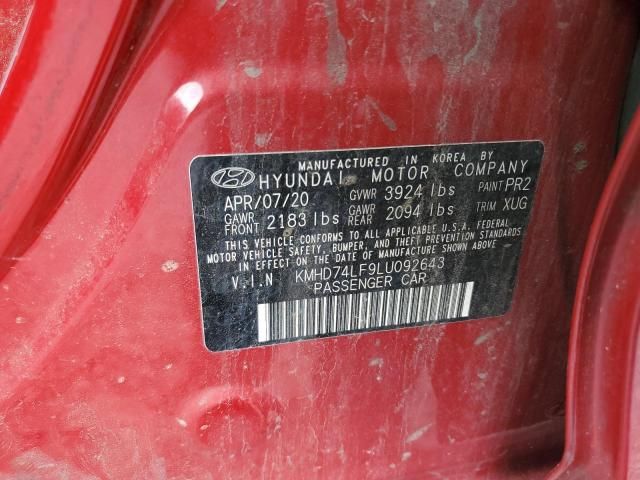 MANUFACTURED IN KOREA BY
HYUNDAI MOTOR COMPANY
APR/07/20 GVWR 3924 lbs PAINT PR2
GAWR FRONT 2183 lbs GAWR REAR 2094 lbs TRIM XUG
THIS VEHICLE CONFORMS TO ALL APPLICABLE U.S.A. FEDERAL
MOTOR VEHICLE SAFETY, BUMPER, AND THEFT PREVENTION
STANDARDS IN EFFECT ON THE DATE OF MANUFACTURE SHOWN ABOVE.
V.I.N KMHD74LF9LU092643
PASSENGER CAR